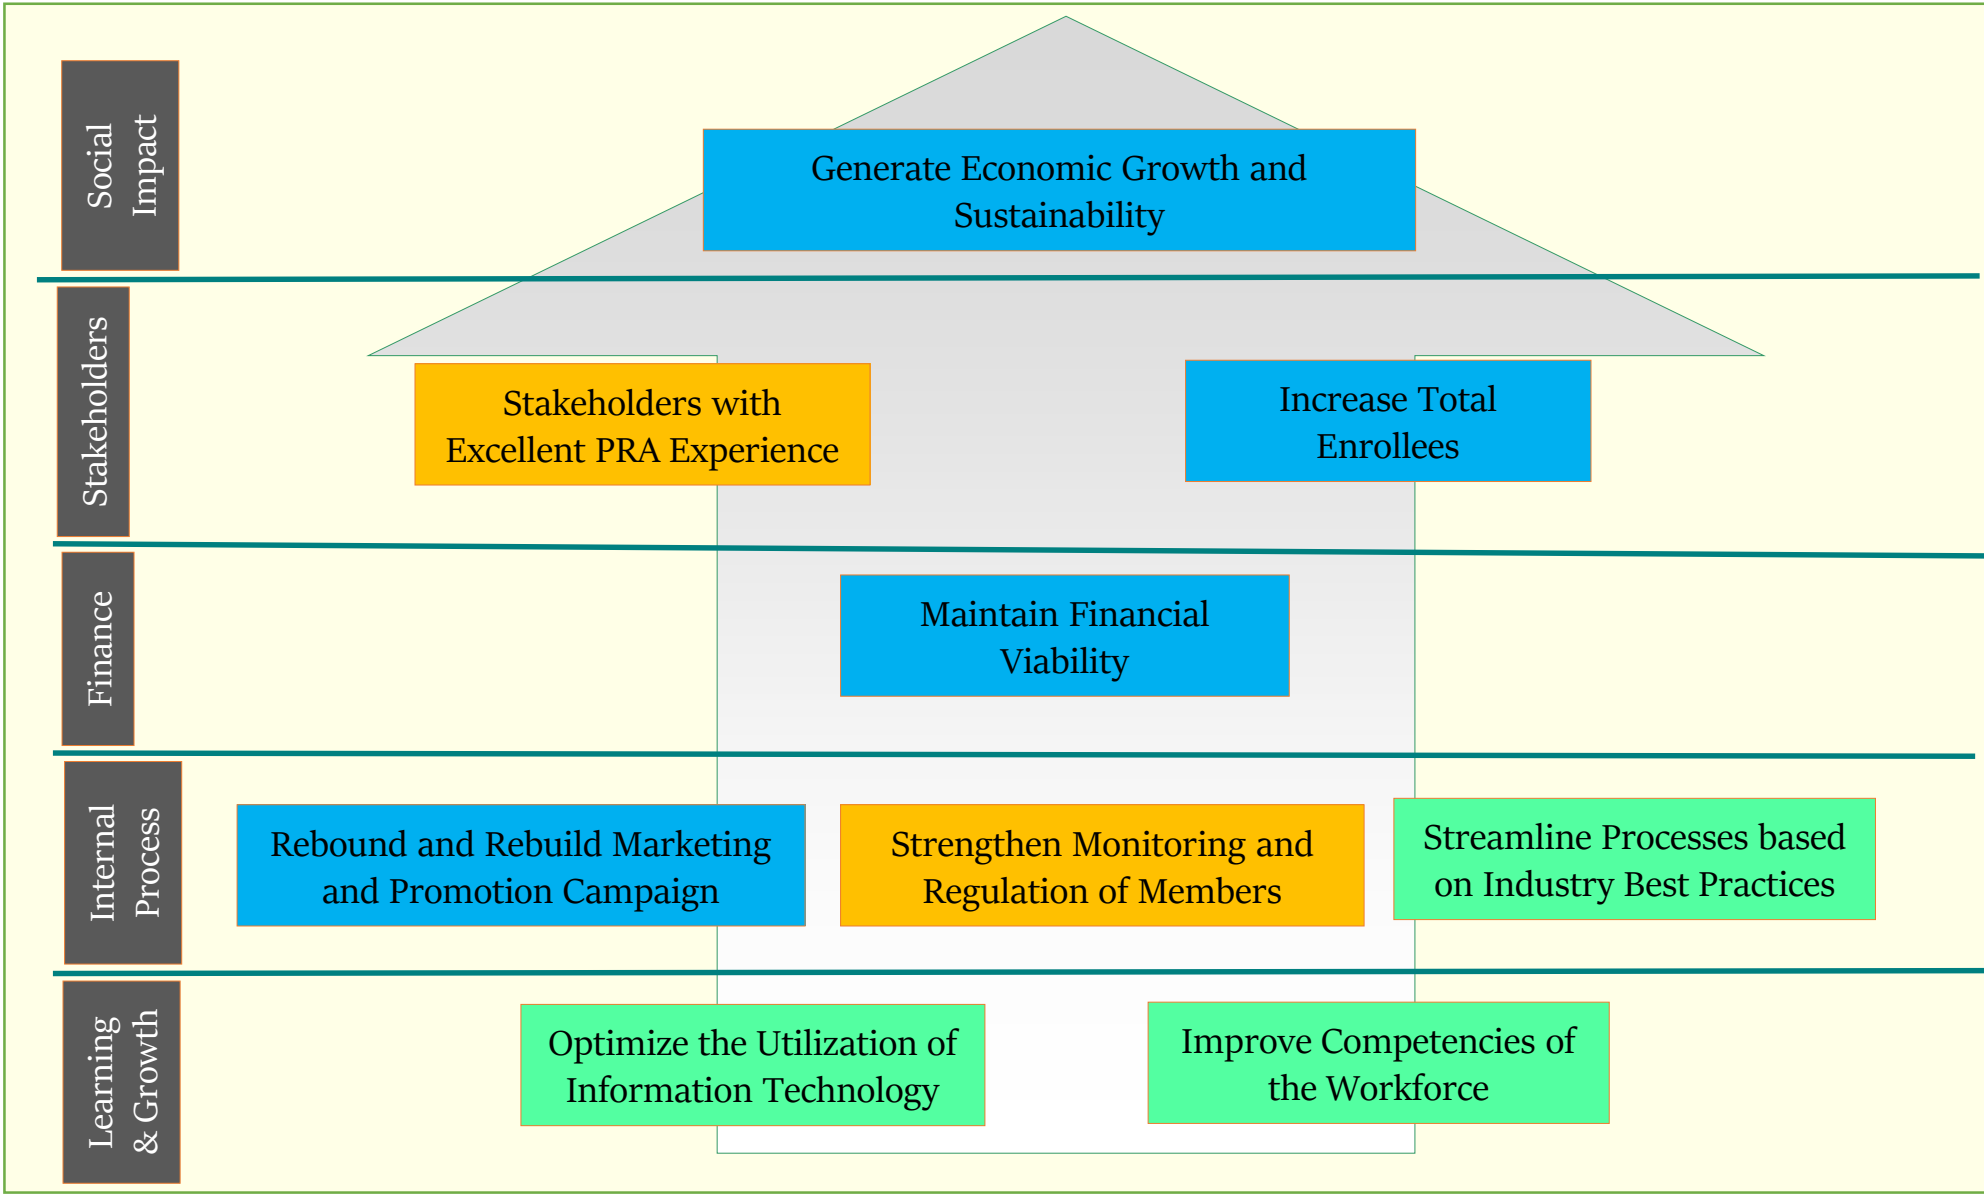 Social
Impact
Generate Economic Growth and
Sustainability
Stakeholders
Stakeholders with
Excellent PRA Experience
Increase Total
Enrollees
Finance
Maintain Financial
Viability
Internal
Process
Rebound and Rebuild Marketing
and Promotion Campaign
Strengthen Monitoring and
Regulation of Members
Streamline Processes based
on Industry Best Practices
Learning
& Growth
Optimize the Utilization of
Information Technology
Improve Competencies of
the Workforce